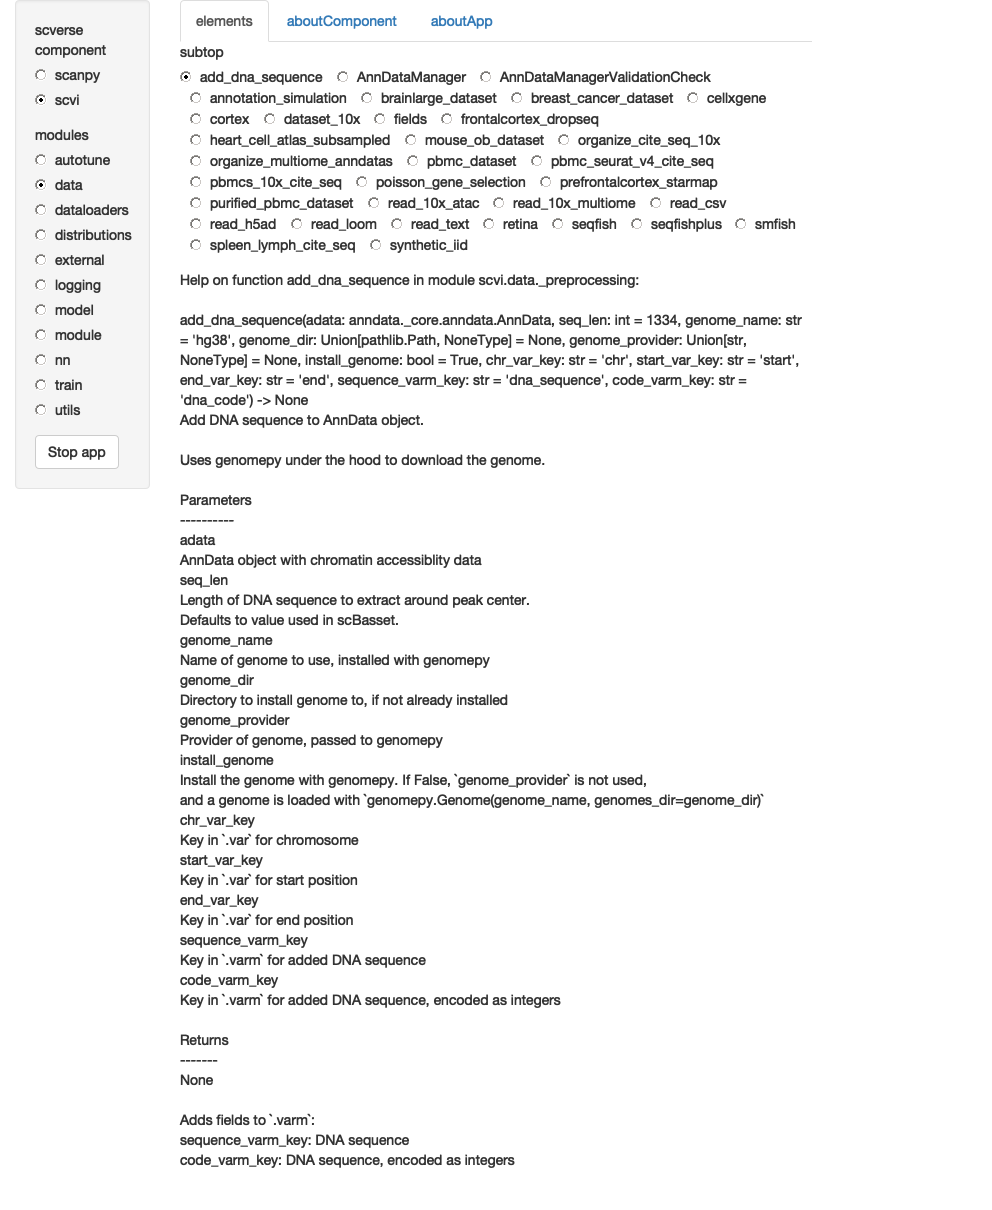 scverse
component
scanpy
scvi
modules
autotune
data
dataloaders
distributions
external
logging
model
module
nn
train
utils
Stop app
elements aboutComponent aboutApp
subtop
add_dna_sequence AnnDataManager AnnDataManagerValidationCheck
annotation_simulation brainlarge_dataset breast_cancer_dataset cellxgene
cortex dataset_10x fields frontalcortex_dropseq
heart_cell_atlas_subsampled mouse_ob_dataset organize_cite_seq_10x
organize_multiome_anndatas pbmc_dataset pbmc_seurat_v4_cite_seq
pbmcs_10x_cite_seq poisson_gene_selection prefrontalcortex_starmap
purified_pbmc_dataset read_10x_atac read_10x_multiome read_csv
read_h5ad read_loom read_text retina seqfish seqfishplus smfish
spleen_lymph_cite_seq synthetic_iid
Help on function add_dna_sequence in module scvi.data._preprocessing:
add_dna_sequence(adata: anndata._core.anndata.AnnData, seq_len: int = 1334, genome_name: str
= 'hg38', genome_dir: Union[pathlib.Path, NoneType] = None, genome_provider: Union[str,
NoneType] = None, install_genome: bool = True, chr_var_key: str = 'chr', start_var_key: str = 'start',
end_var_key: str = 'end', sequence_varm_key: str = 'dna_sequence', code_varm_key: str =
'dna_code') -> None
Add DNA sequence to AnnData object.
Uses genomepy under the hood to download the genome.
Parameters
----------
adata
AnnData object with chromatin accessiblity data
seq_len
Length of DNA sequence to extract around peak center.
Defaults to value used in scBasset.
genome_name
Name of genome to use, installed with genomepy
genome_dir
Directory to install genome to, if not already installed
genome_provider
Provider of genome, passed to genomepy
install_genome
Install the genome with genomepy. If False, `genome_provider` is not used,
and a genome is loaded with `genomepy.Genome(genome_name, genomes_dir=genome_dir)`
chr_var_key
Key in `.var` for chromosome
start_var_key
Key in `.var` for start position
end_var_key
Key in `.var` for end position
sequence_varm_key
Key in `.varm` for added DNA sequence
code_varm_key
Key in `.varm` for added DNA sequence, encoded as integers
Returns
-------
None
Adds fields to `.varm`:
sequence_varm_key: DNA sequence
code_varm_key: DNA sequence, encoded as integers